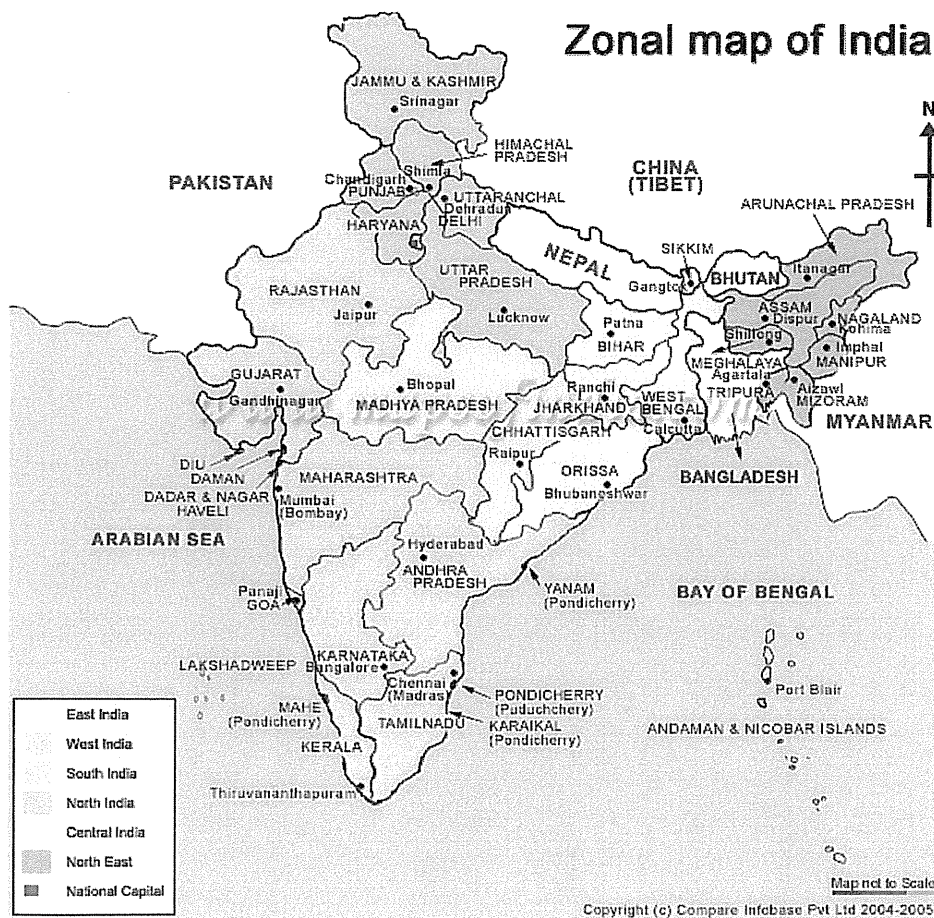 Zonal map of India
N
JAMMU & KASHMIR
Srinagar
HIMACHAL
PRADESH
PAKISTAN
CHINA
(TIBET)
Shimla
Chandigarh
PUNJAB
UTTARANCHAL
Dehradun
DELHI
HARYANA
ARUNACHAL PRADESH
NEPAL
SIKKIM
Gangtok
BHUTAN
Itanagar
UTTAR
PRADESH
Lucknow
RAJASTHAN
Jaipur
ASSAM
Dispur
NAGALAND
Kohima
Patna
BIHAR
Shillong
Imphal
MANIPUR
MEGHALAYA
Agartala
TRIPURA
Aizawl
MIZORAM
GUJARAT
Gandhinagar
Bhopal
MADHYA PRADESH
Ranchi
JHARKHAND
WEST
BENGAL
Calcutta
MYANMAR
CHHATTISGARH
Raipur
ORISSA
Bhubaneshwar
BANGLADESH
DIU
DAMAN
DADAR & NAGAR
HAVELI
MAHARASHTRA
Mumbai
(Bombay)
ARABIAN SEA
Hyderabad
ANDHRA
PRADESH
YANAM
(Pondicherry)
BAY OF BENGAL
Panaji
GOA
LAKSHADWEEP
KARNATAKA
Bangalore
Chennai
(Madras)
PONDICHERRY
(Puduchchery)
Port Blair
MAHE
(Pondicherry)
TAMILNADU
KARAIKAL
(Pondicherry)
ANDAMAN & NICOBAR ISLANDS
KERALA
Thiruvananthapuram
East India
West India
South India
North India
Central India
North East
National Capital
Map not to Scale
Copyright (c) Compare Infobase Pvt Ltd 2004-2005